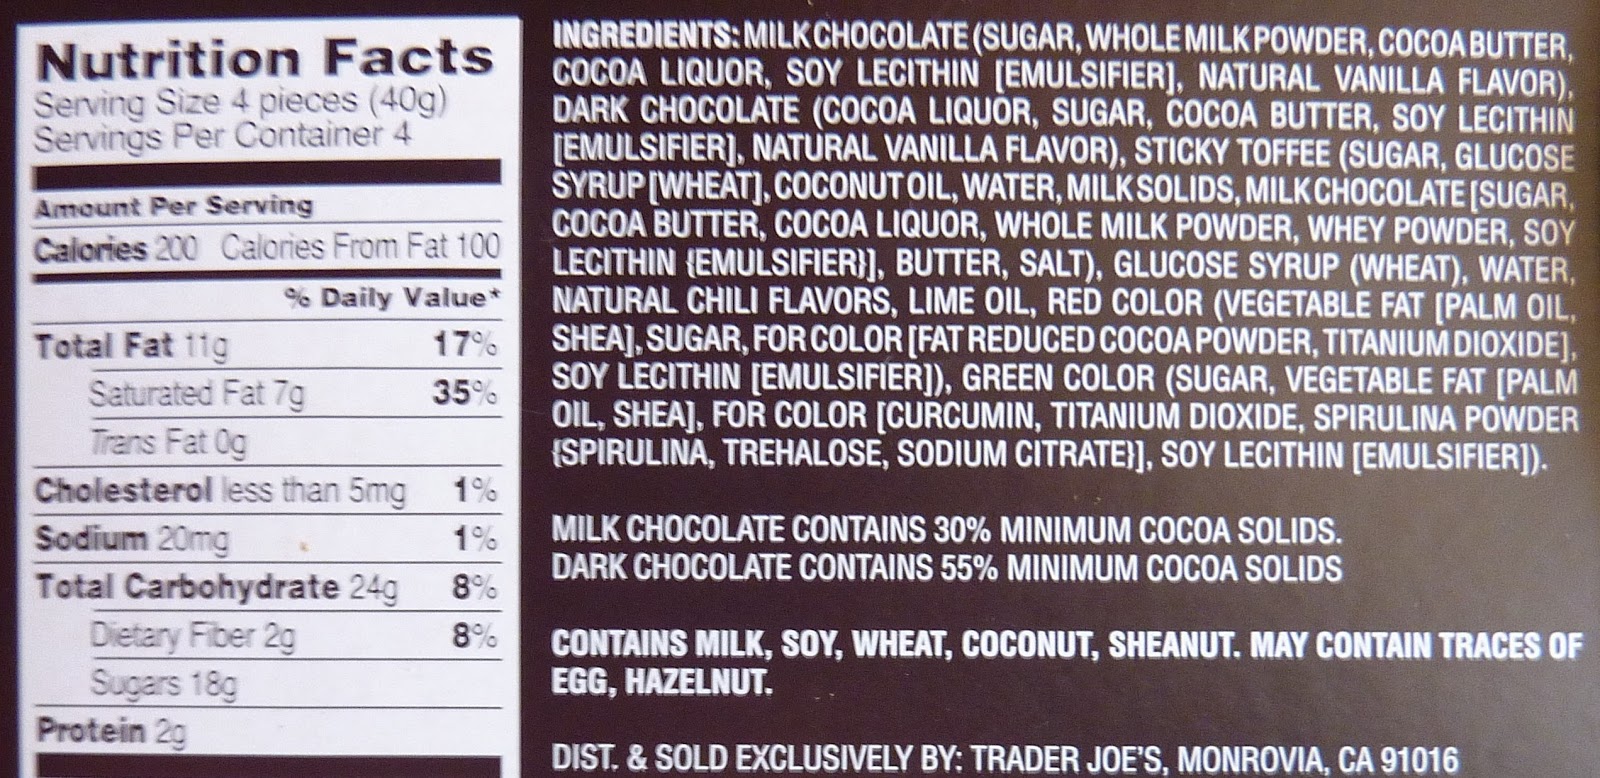 Nutrition Facts
Serving Size 4 pieces (40g)
Servings Per Container 4
Amount Per Serving
Calories 200 Calories From Fat 100
% Daily Value*
Total Fat 11g 17%
Saturated Fat 7g 35%
Trans Fat 0g
Cholesterol less than 5mg 1%
Sodium 20mg 1%
Total Carbohydrate 24g 8%
Dietary Fiber 2g 8%
Sugars 18g
Protein 2g
INGREDIENTS: MILK CHOCOLATE (SUGAR, WHOLE MILK POWDER, COCOA BUTTER,
COCOA LIQUOR, SOY LECITHIN [EMULSIFIER], NATURAL VANILLA FLAVOR),
DARK CHOCOLATE (COCOA LIQUOR, SUGAR, COCOA BUTTER, SOY LECITHIN
[EMULSIFIER], NATURAL VANILLA FLAVOR), STICKY TOFFEE (SUGAR, GLUCOSE
SYRUP [WHEAT], COCONUT OIL, WATER, MILK SOLIDS, MILK CHOCOLATE [SUGAR,
COCOA BUTTER, COCOA LIQUOR, WHOLE MILK POWDER, WHEY POWDER, SOY
LECITHIN {EMULSIFIER}], BUTTER, SALT), GLUCOSE SYRUP (WHEAT), WATER,
NATURAL CHILI FLAVORS, LIME OIL, RED COLOR (VEGETABLE FAT [PALM OIL,
SHEA], SUGAR, FOR COLOR [FAT REDUCED COCOA POWDER, TITANIUM DIOXIDE],
SOY LECITHIN [EMULSIFIER]), GREEN COLOR (SUGAR, VEGETABLE FAT [PALM
OIL, SHEA], FOR COLOR [CURCUMIN, TITANIUM DIOXIDE, SPIRULINA POWDER
{SPIRULINA, TREHALOSE, SODIUM CITRATE}], SOY LECITHIN [EMULSIFIER]).
MILK CHOCOLATE CONTAINS 30% MINIMUM COCOA SOLIDS.
DARK CHOCOLATE CONTAINS 55% MINIMUM COCOA SOLIDS
CONTAINS MILK, SOY, WHEAT, COCONUT, SHEANUT. MAY CONTAIN TRACES OF
EGG, HAZELNUT.
DIST. & SOLD EXCLUSIVELY BY: TRADER JOE'S, MONROVIA, CA 91016